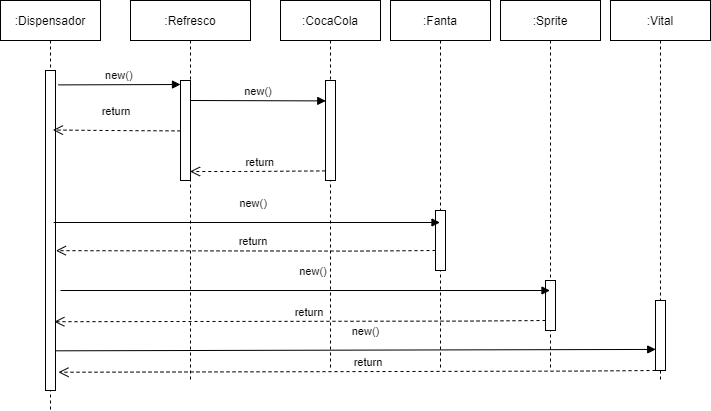 :Dispensador
:Refresco
:CocaCola
:Fanta
:Sprite
:Vital
new()
new()
return
return
new()
return
new()
return
new()
return